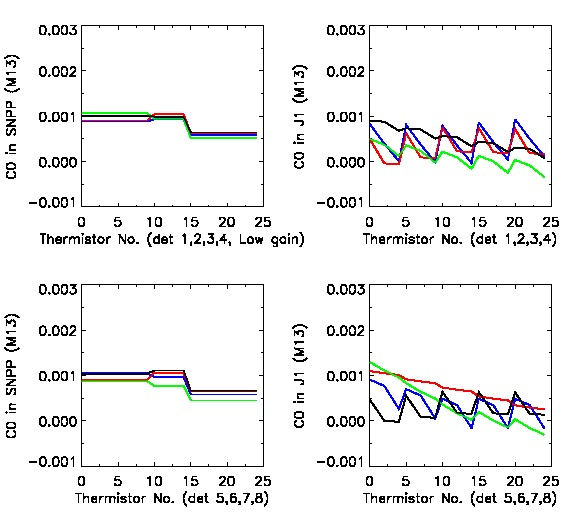 0.003
0.002
0.001
0.000
−0.001
C0 in SNPP (M13)
0 5 10 15 20 25
Thermistor No. (det 1,2,3,4, Low gain)
0.003
0.002
0.001
0.000
−0.001
C0 in J1 (M13)
0 5 10 15 20 25
Thermistor No. (det 1,2,3,4)
0.003
0.002
0.001
0.000
−0.001
C0 in SNPP (M13)
0 5 10 15 20 25
Thermistor No. (det 5,6,7,8)
0.003
0.002
0.001
0.000
−0.001
C0 in J1 (M13)
0 5 10 15 20 25
Thermistor No. (det 5,6,7,8)